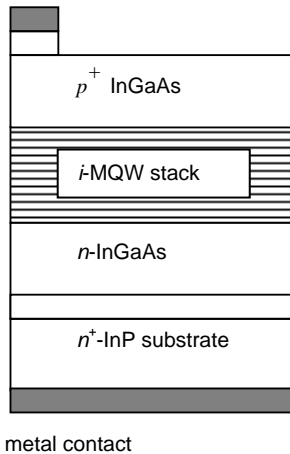 p+ InGaAs
i-MQW stack
n-InGaAs
n+-InP substrate
metal contact